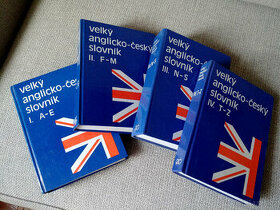 velký
anglicko-český
slovník
I. A-E
velký
anglicko-český
slovník
II. F-M
velký
anglicko-český
slovník
III. N-S
velký
anglicko-český
slovník
IV. T-Z